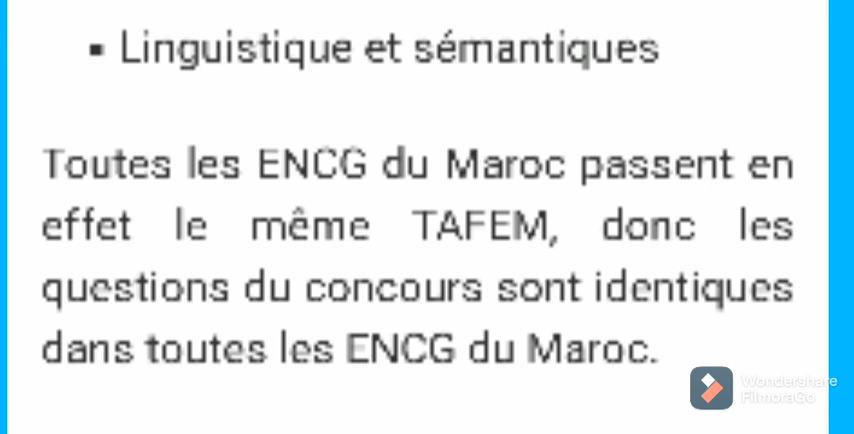 ▪ Linguistique et sémantiques
Toutes les ENCG du Maroc passent en
effet le même TAFEM, donc les
questions du concours sont identiques
dans toutes les ENCG du Maroc.
Wondershare
FilmoraGo